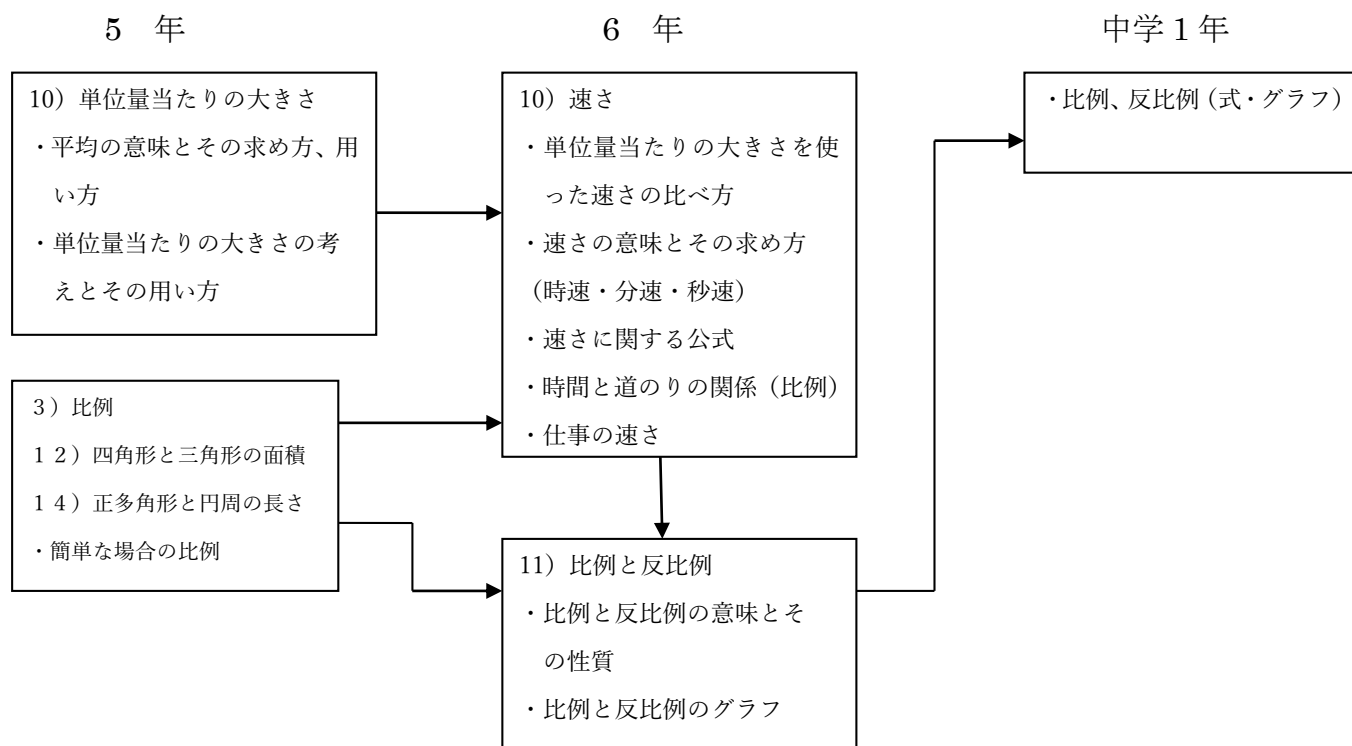 5 年
6 年
中学1年
10）単位量当たりの大きさ
・平均の意味とその求め方、用
い方
・単位量当たりの大きさの考
えとその用い方
3）比例
12）四角形と三角形の面積
14）正多角形と円周の長さ
・簡単な場合の比例
10）速さ
・単位量当たりの大きさを使
った速さの比べ方
・速さの意味とその求め方
（時速・分速・秒速）
・速さに関する公式
・時間と道のりの関係（比例）
・仕事の速さ
11）比例と反比例
・比例と反比例の意味とそ
の性質
・比例と反比例のグラフ
・比例、反比例（式・グラフ）